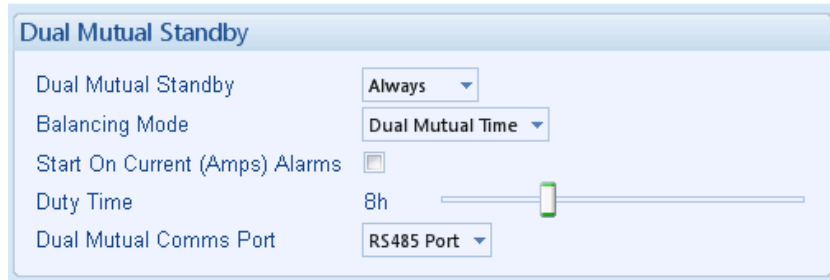 Dual Mutual Standby
Dual Mutual Standby Always
Balancing Mode Dual Mutual Time
Start On Current (Amps) Alarms
Duty Time 8h
Dual Mutual Comms Port RS485 Port